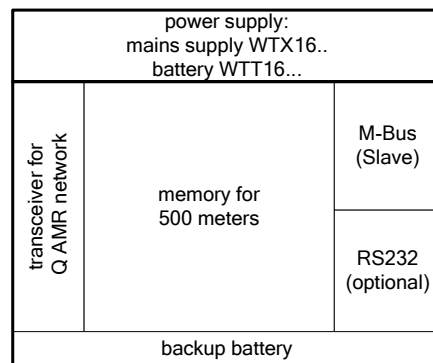 power supply:
mains supply WTX16..
battery WTT16...
transceiver for
Q AMR network
memory for
500 meters
M-Bus
(Slave)
RS232
(optional)
backup battery